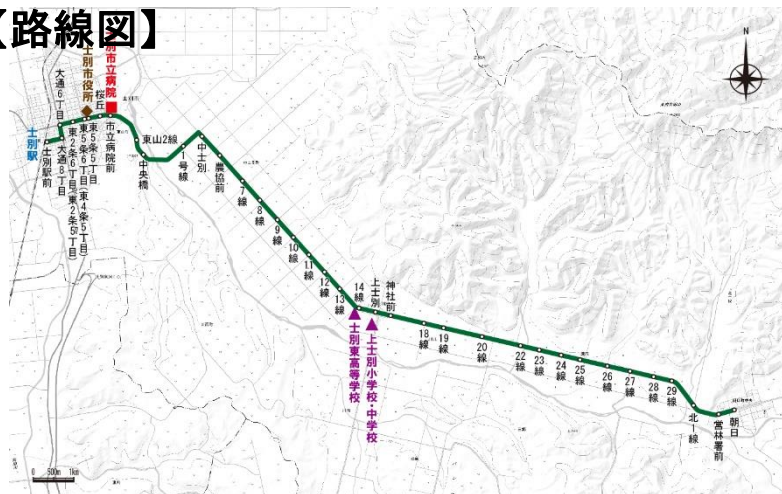 【路線図】
士別市立病院
士別市役所
桜丘
大通6丁目
士別駅
士別駅前
大通8丁目
東2条6丁目(東2条5丁目)
東5条6丁目(東4条5丁目)
東5条5丁目
市立病院前
東山2線
中央橋
1号線
中士別
農協前
7線
8線
9線
10線
11線
12線
13線
14線
上士別
神社前
士別東高等学校
上士別小学校・中学校
18線
19線
20線
22線
23線
24線
25線
26線
27線
28線
29線
北1線
営林署前
朝日
N
0 500m 1km